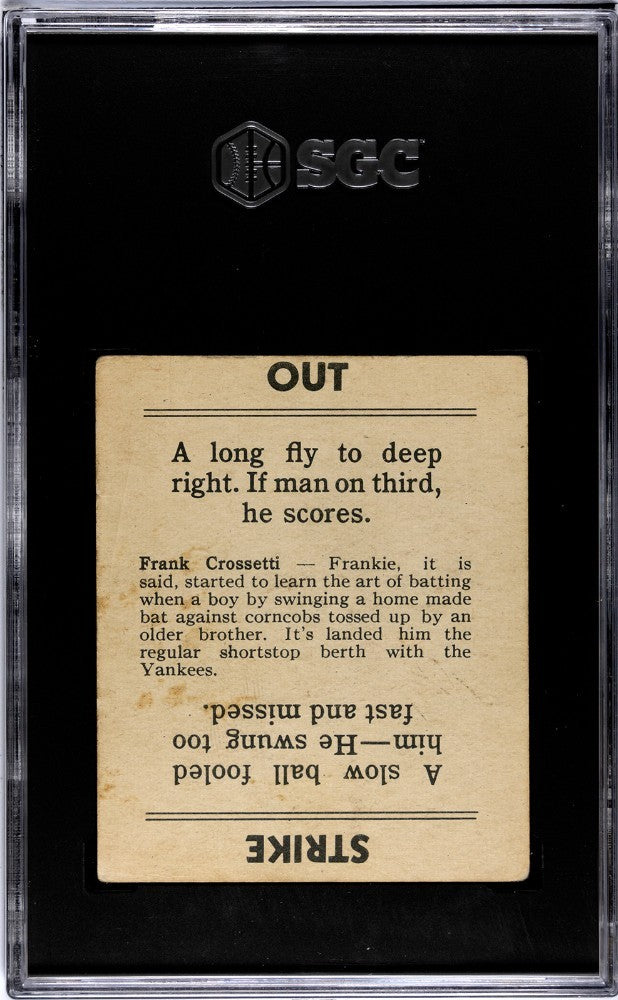 SGC
OUT
A long fly to deep
right. If man on third,
he scores.
Frank Crossetti — Frankie, it is
said, started to learn the art of batting
when a boy by swinging a home made
bat against corncobs tossed up by an
older brother. It's landed him the
regular shortstop berth with the
Yankees.
A slow ball fooled
him—He swung too
fast and missed.
STRIKE